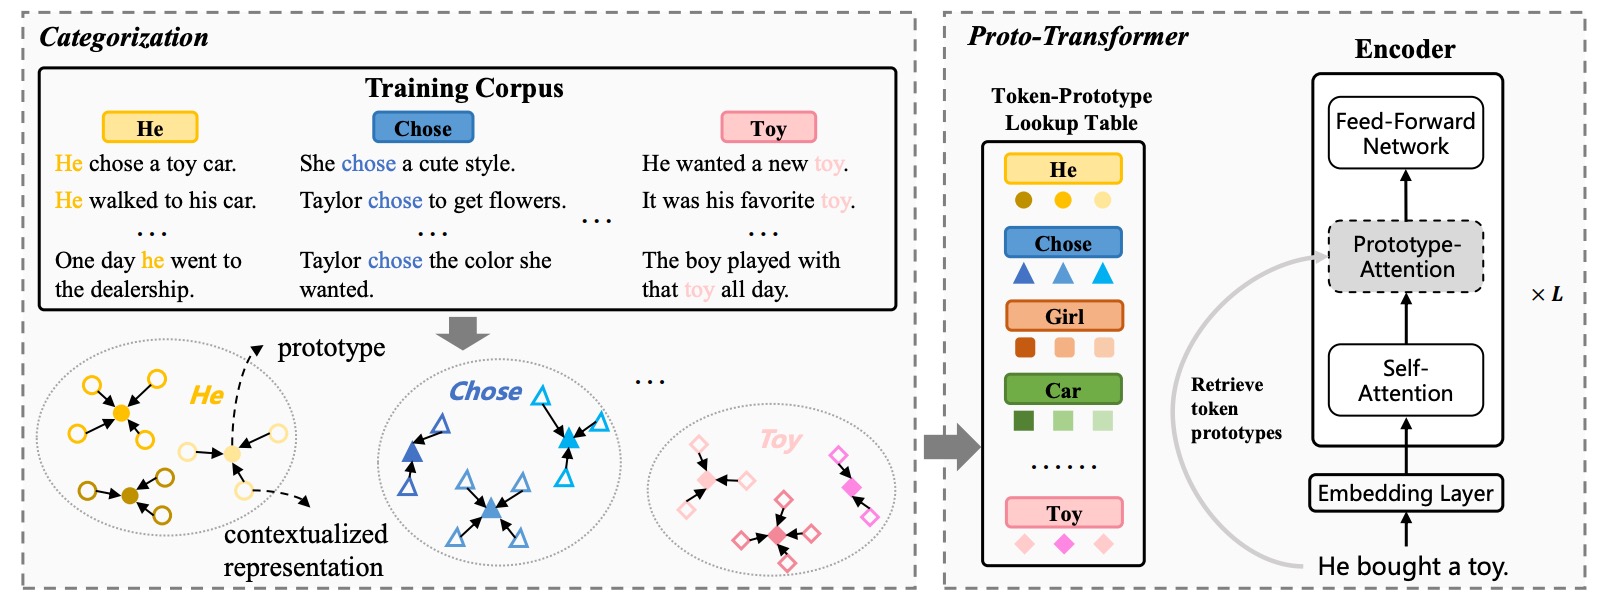 Categorization
Training Corpus
He
He chose a toy car.
He walked to his car.
...
One day he went to
the dealership.
Chose
She chose a cute style.
Taylor chose to get flowers.
...
Taylor chose the color she
wanted.
...
Toy
He wanted a new toy.
It was his favorite toy.
...
The boy played with
that toy all day.
prototype
He
contextualized
representation
Chose
...
Toy
Proto-Transformer
Token-Prototype
Lookup Table
He
Chose
Girl
Car
......
Toy
Retrieve
token
prototypes
Encoder
Feed-Forward
Network
Prototype-
Attention
Self-
Attention
× L
Embedding Layer
He bought a toy.